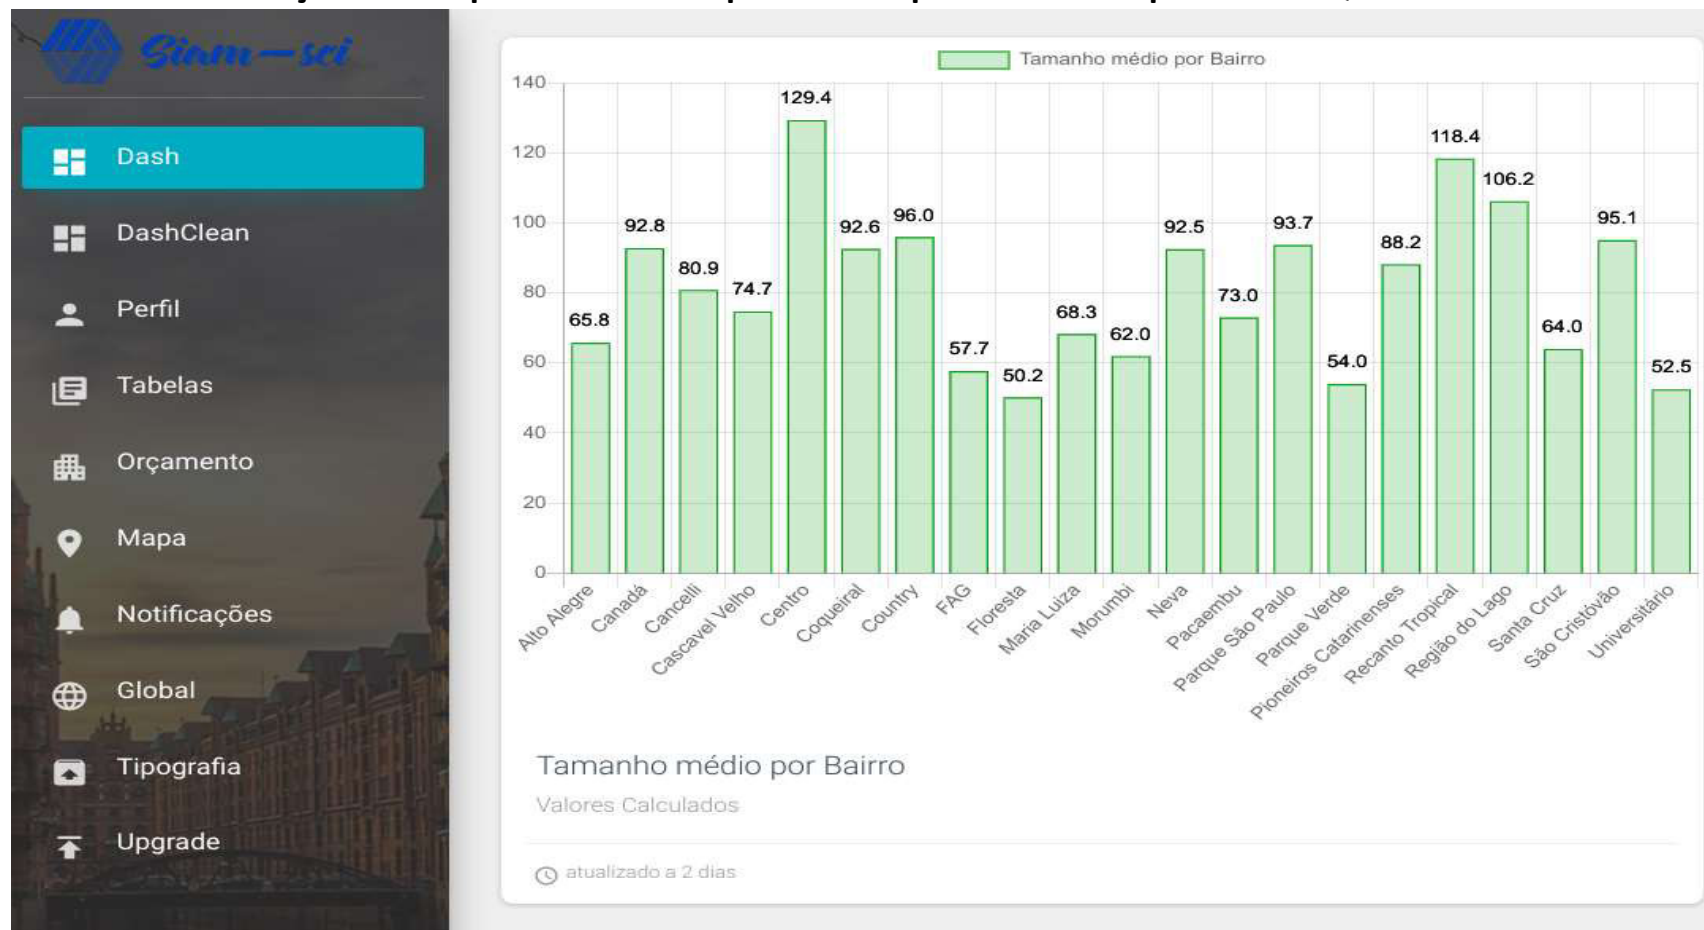 Siam-sci
Dash
DashClean
Perfil
Tabelas
Orçamento
Mapa
Notificações
Global
Tipografia
Upgrade
Tamanho médio por Bairro
140
120
100
80
60
40
20
0
65.8
92.8
80.9
74.7
129.4
92.6
96.0
57.7
50.2
68.3
62.0
92.5
73.0
93.7
54.0
88.2
118.4
106.2
64.0
95.1
52.5
Alto Alegre
Canadá
Cancelli
Cascavel Velho
Centro
Coqueiral
Country
FAG
Floresta
Maria Luiza
Morumbi
Neva
Pacaembu
Parque São Paulo
Parque Verde
Pioneiros Catarinenses
Recanto Tropical
Região do Lago
Santa Cruz
São Cristóvão
Universitário
Tamanho médio por Bairro
Valores Calculados
atualizado a 2 dias